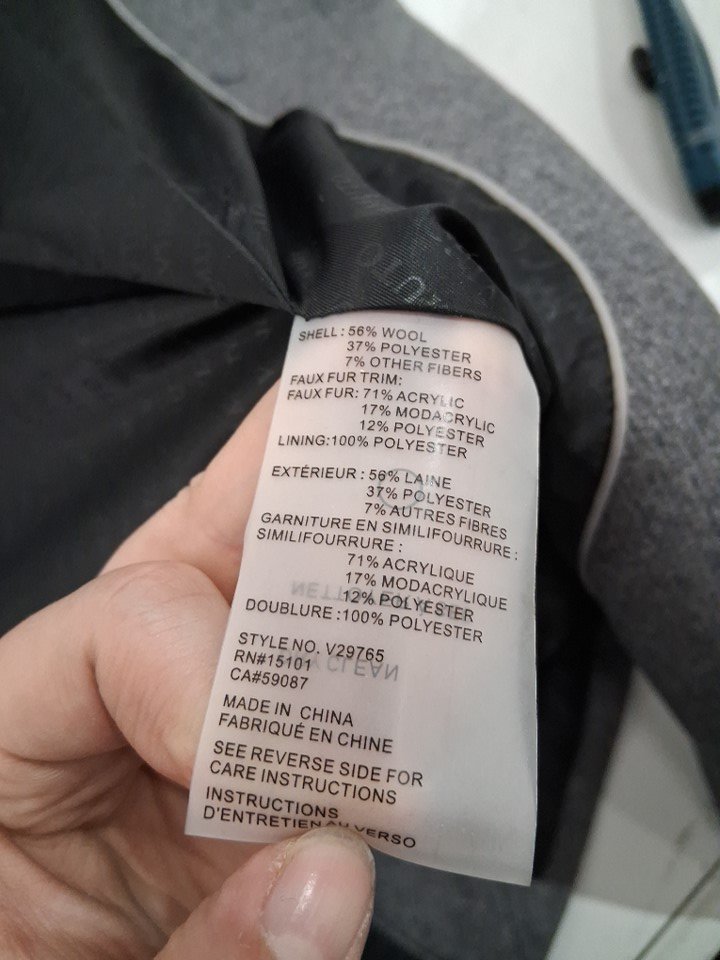 SHELL : 56% WOOL
37% POLYESTER
7% OTHER FIBERS
FAUX FUR TRIM:
FAUX FUR: 71% ACRYLIC
17% MODACRYLIC
12% POLYESTER
LINING:100% POLYESTER
EXTÉRIEUR : 56% LAINE
37% POLYESTER
7% AUTRES FIBRES
GARNITURE EN SIMILIFOURRURE :
SIMILIFOURRURE :
71% ACRYLIQUE
17% MODACRYLIQUE
12% POLYESTER
DOUBLURE :100% POLYESTER
STYLE NO. V29765
RN#15101
CA#59087
MADE IN CHINA
FABRIQUÉ EN CHINE
SEE REVERSE SIDE FOR
CARE INSTRUCTIONS
INSTRUCTIONS
D'ENTRETIEN AU VERSO